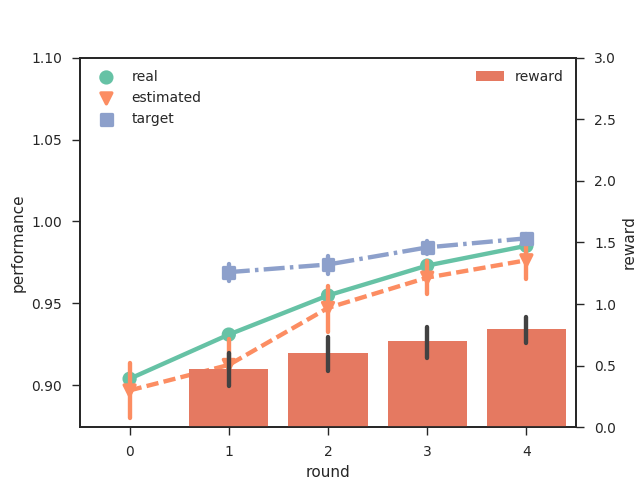 real
estimated
target
reward
1.10
1.05
1.00
0.95
0.90
performance
3.0
2.5
2.0
1.5
1.0
0.5
0.0
reward
0 1 2 3 4
round